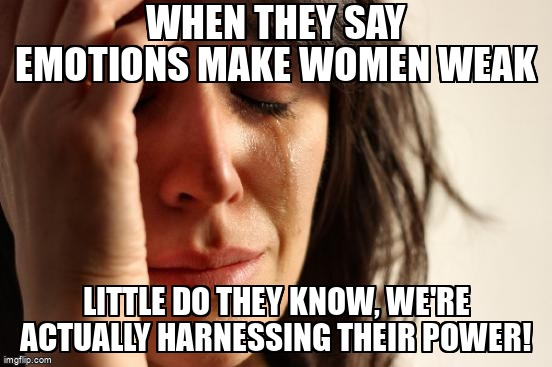 WHEN THEY SAY
EMOTIONS MAKE WOMEN WEAK
LITTLE DO THEY KNOW, WE'RE
ACTUALLY HARNESSING THEIR POWER!
imgflip.com